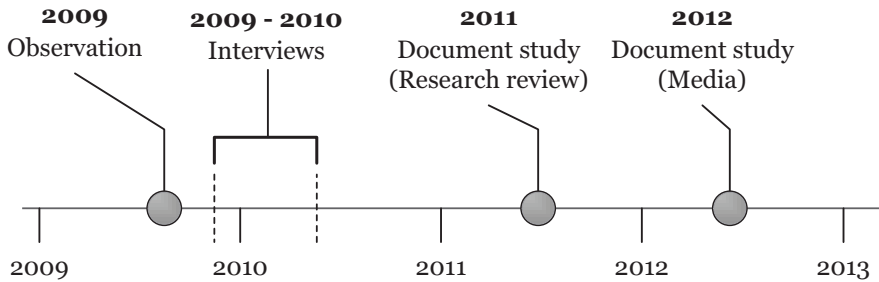 2009
Observation
2009 - 2010
Interviews
2011
Document study
(Research review)
2012
Document study
(Media)
2009
2010
2011
2012
2013